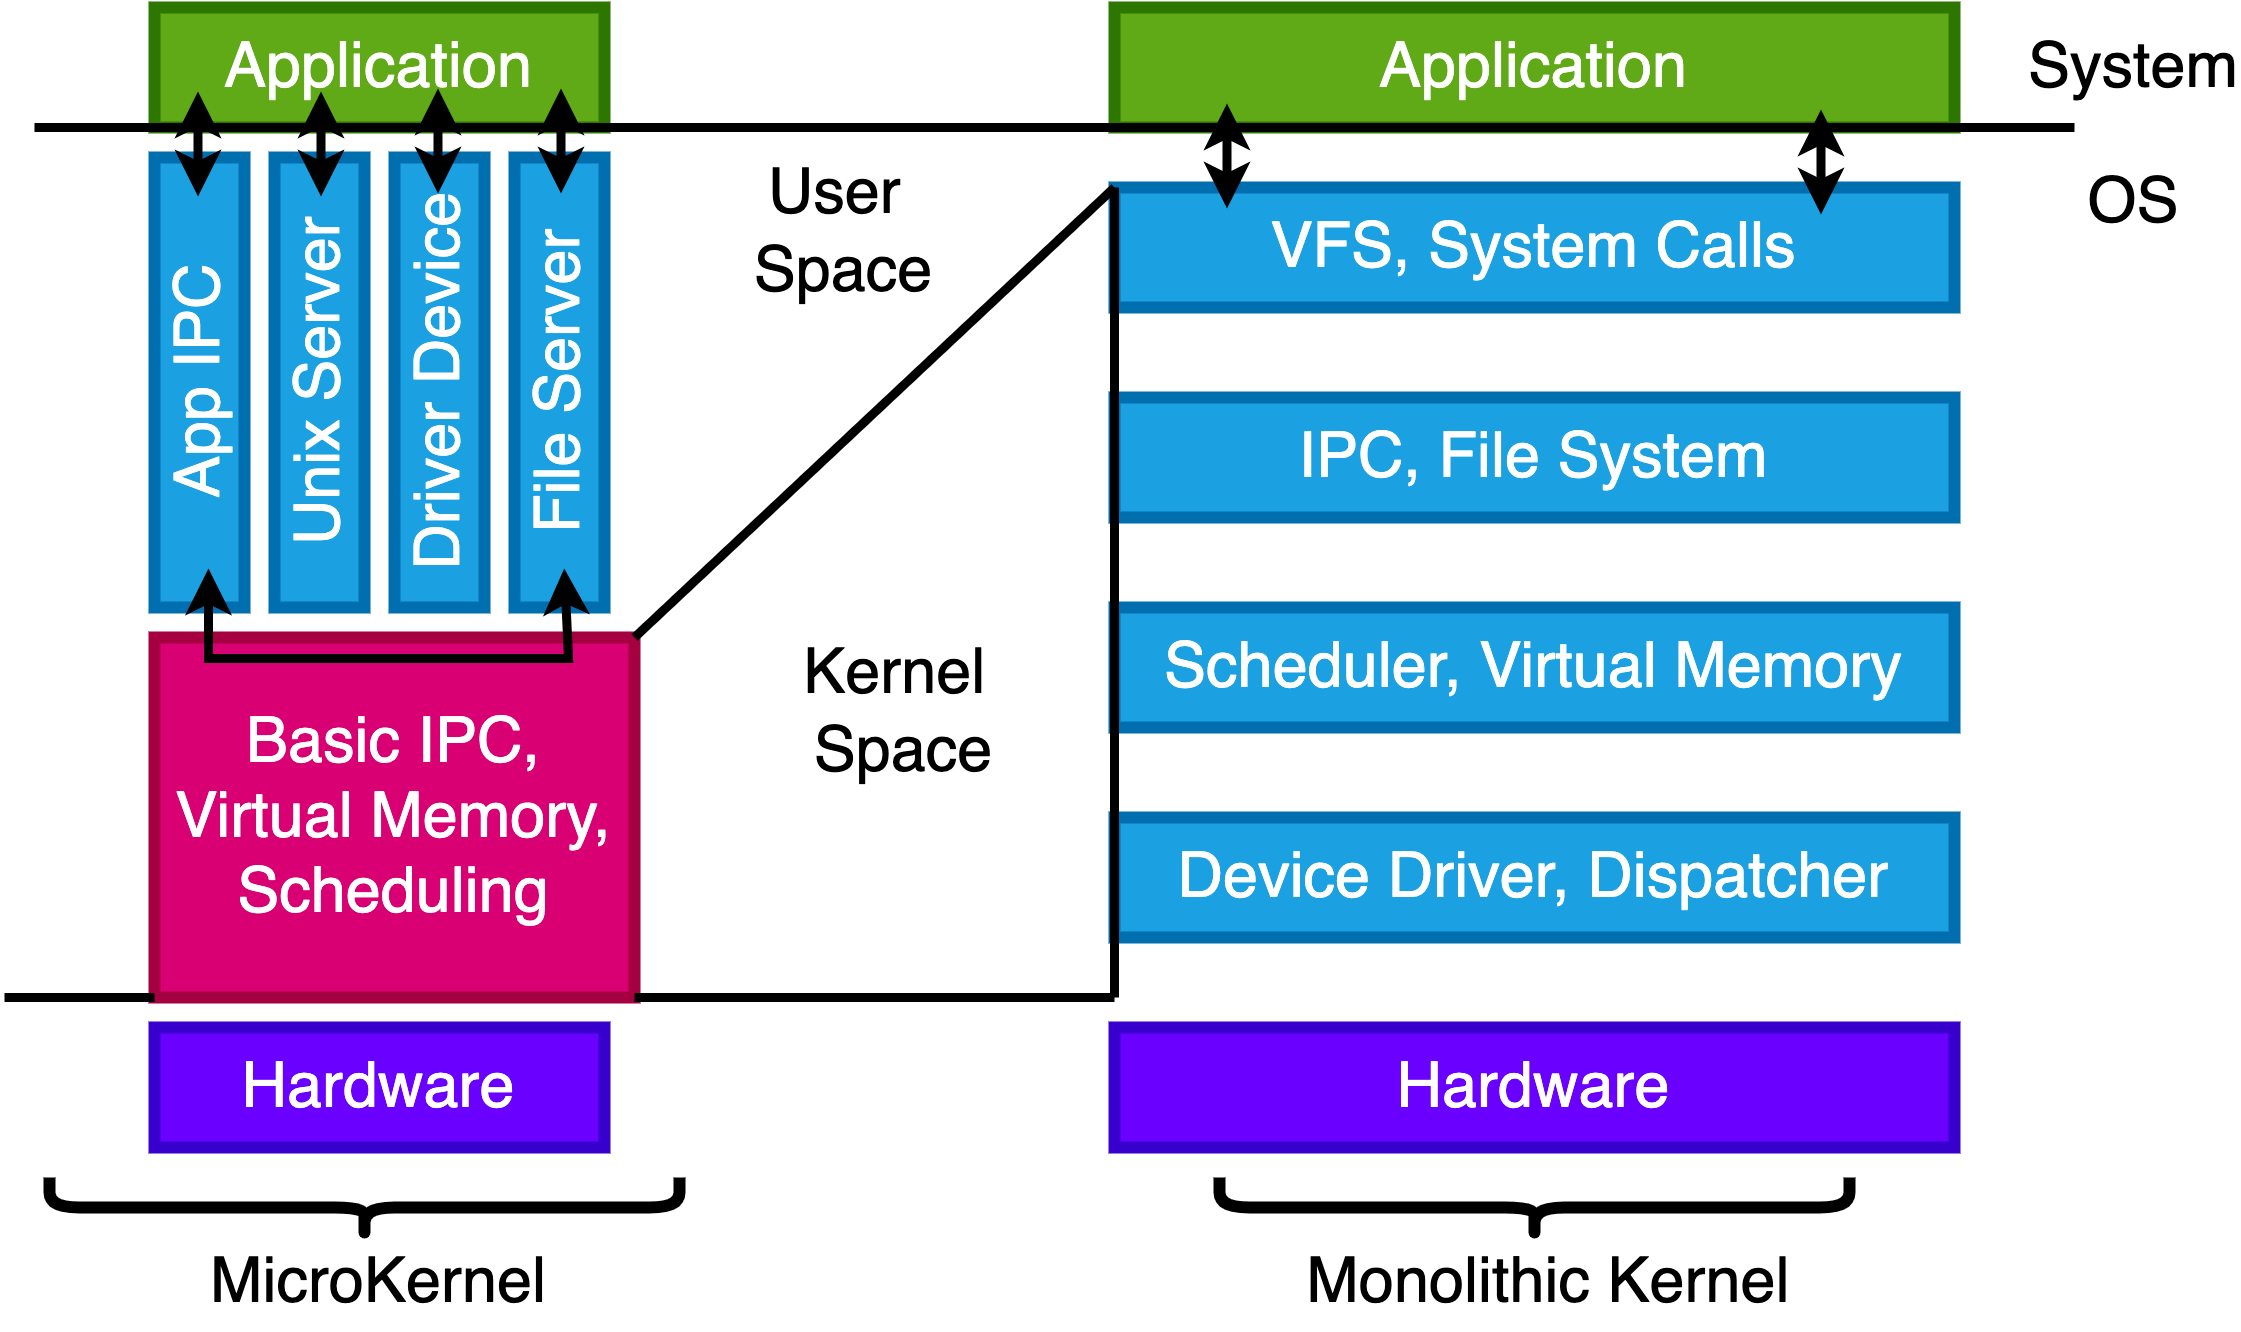 Application
Application
System
OS
User
Space
App IPC
Unix Server
Driver Device
File Server
VFS, System Calls
IPC, File System
Kernel
Space
Scheduler, Virtual Memory
Basic IPC,
Virtual Memory,
Scheduling
Device Driver, Dispatcher
Hardware
Hardware
MicroKernel
Monolithic Kernel